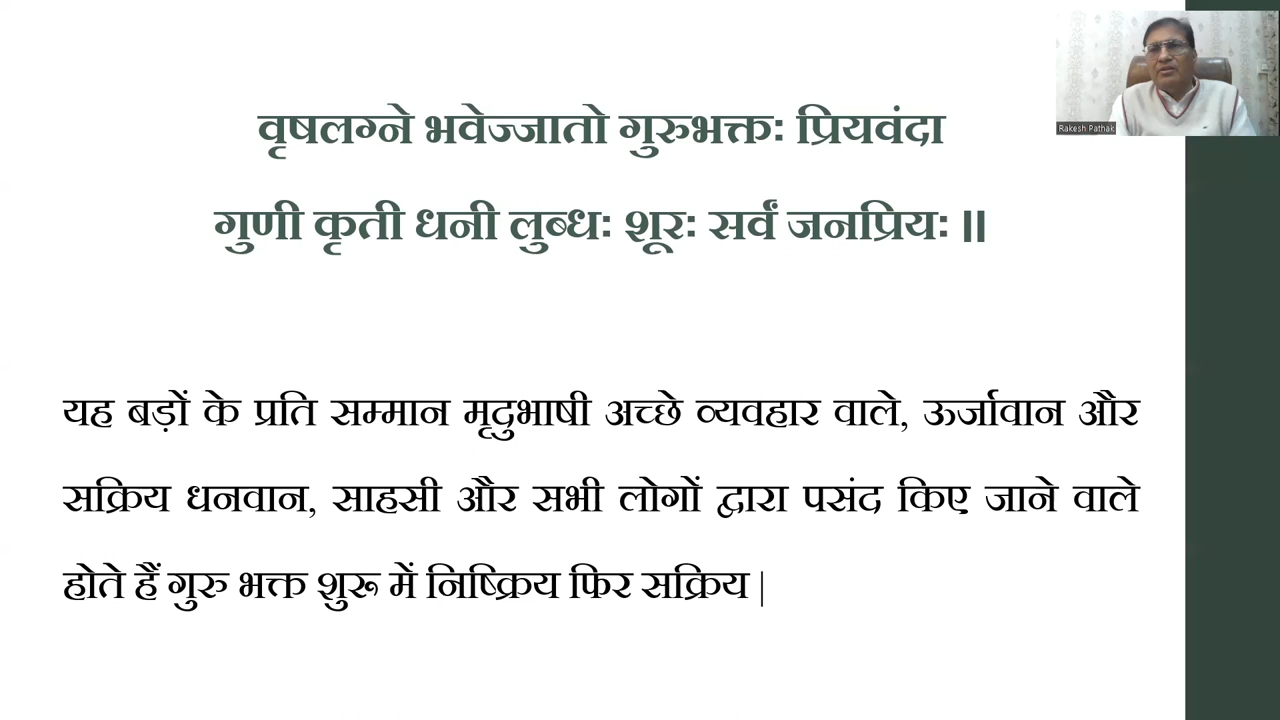 वृषलग्ने भवेज्जातो गुरुभक्तः प्रियवंदा
गुणी कृती धनी लुब्धः शूरः सर्वं जनप्रियः ॥
यह बड़ों के प्रति सम्मान मृदुभाषी अच्छे व्यवहार वाले, ऊर्जावान और
सक्रिय धनवान, साहसी और सभी लोगों द्वारा पसंद किए जाने वाले
होते हैं गुरु भक्त शुरू में निष्क्रिय फिर सक्रिय |
Rakesh Pathak